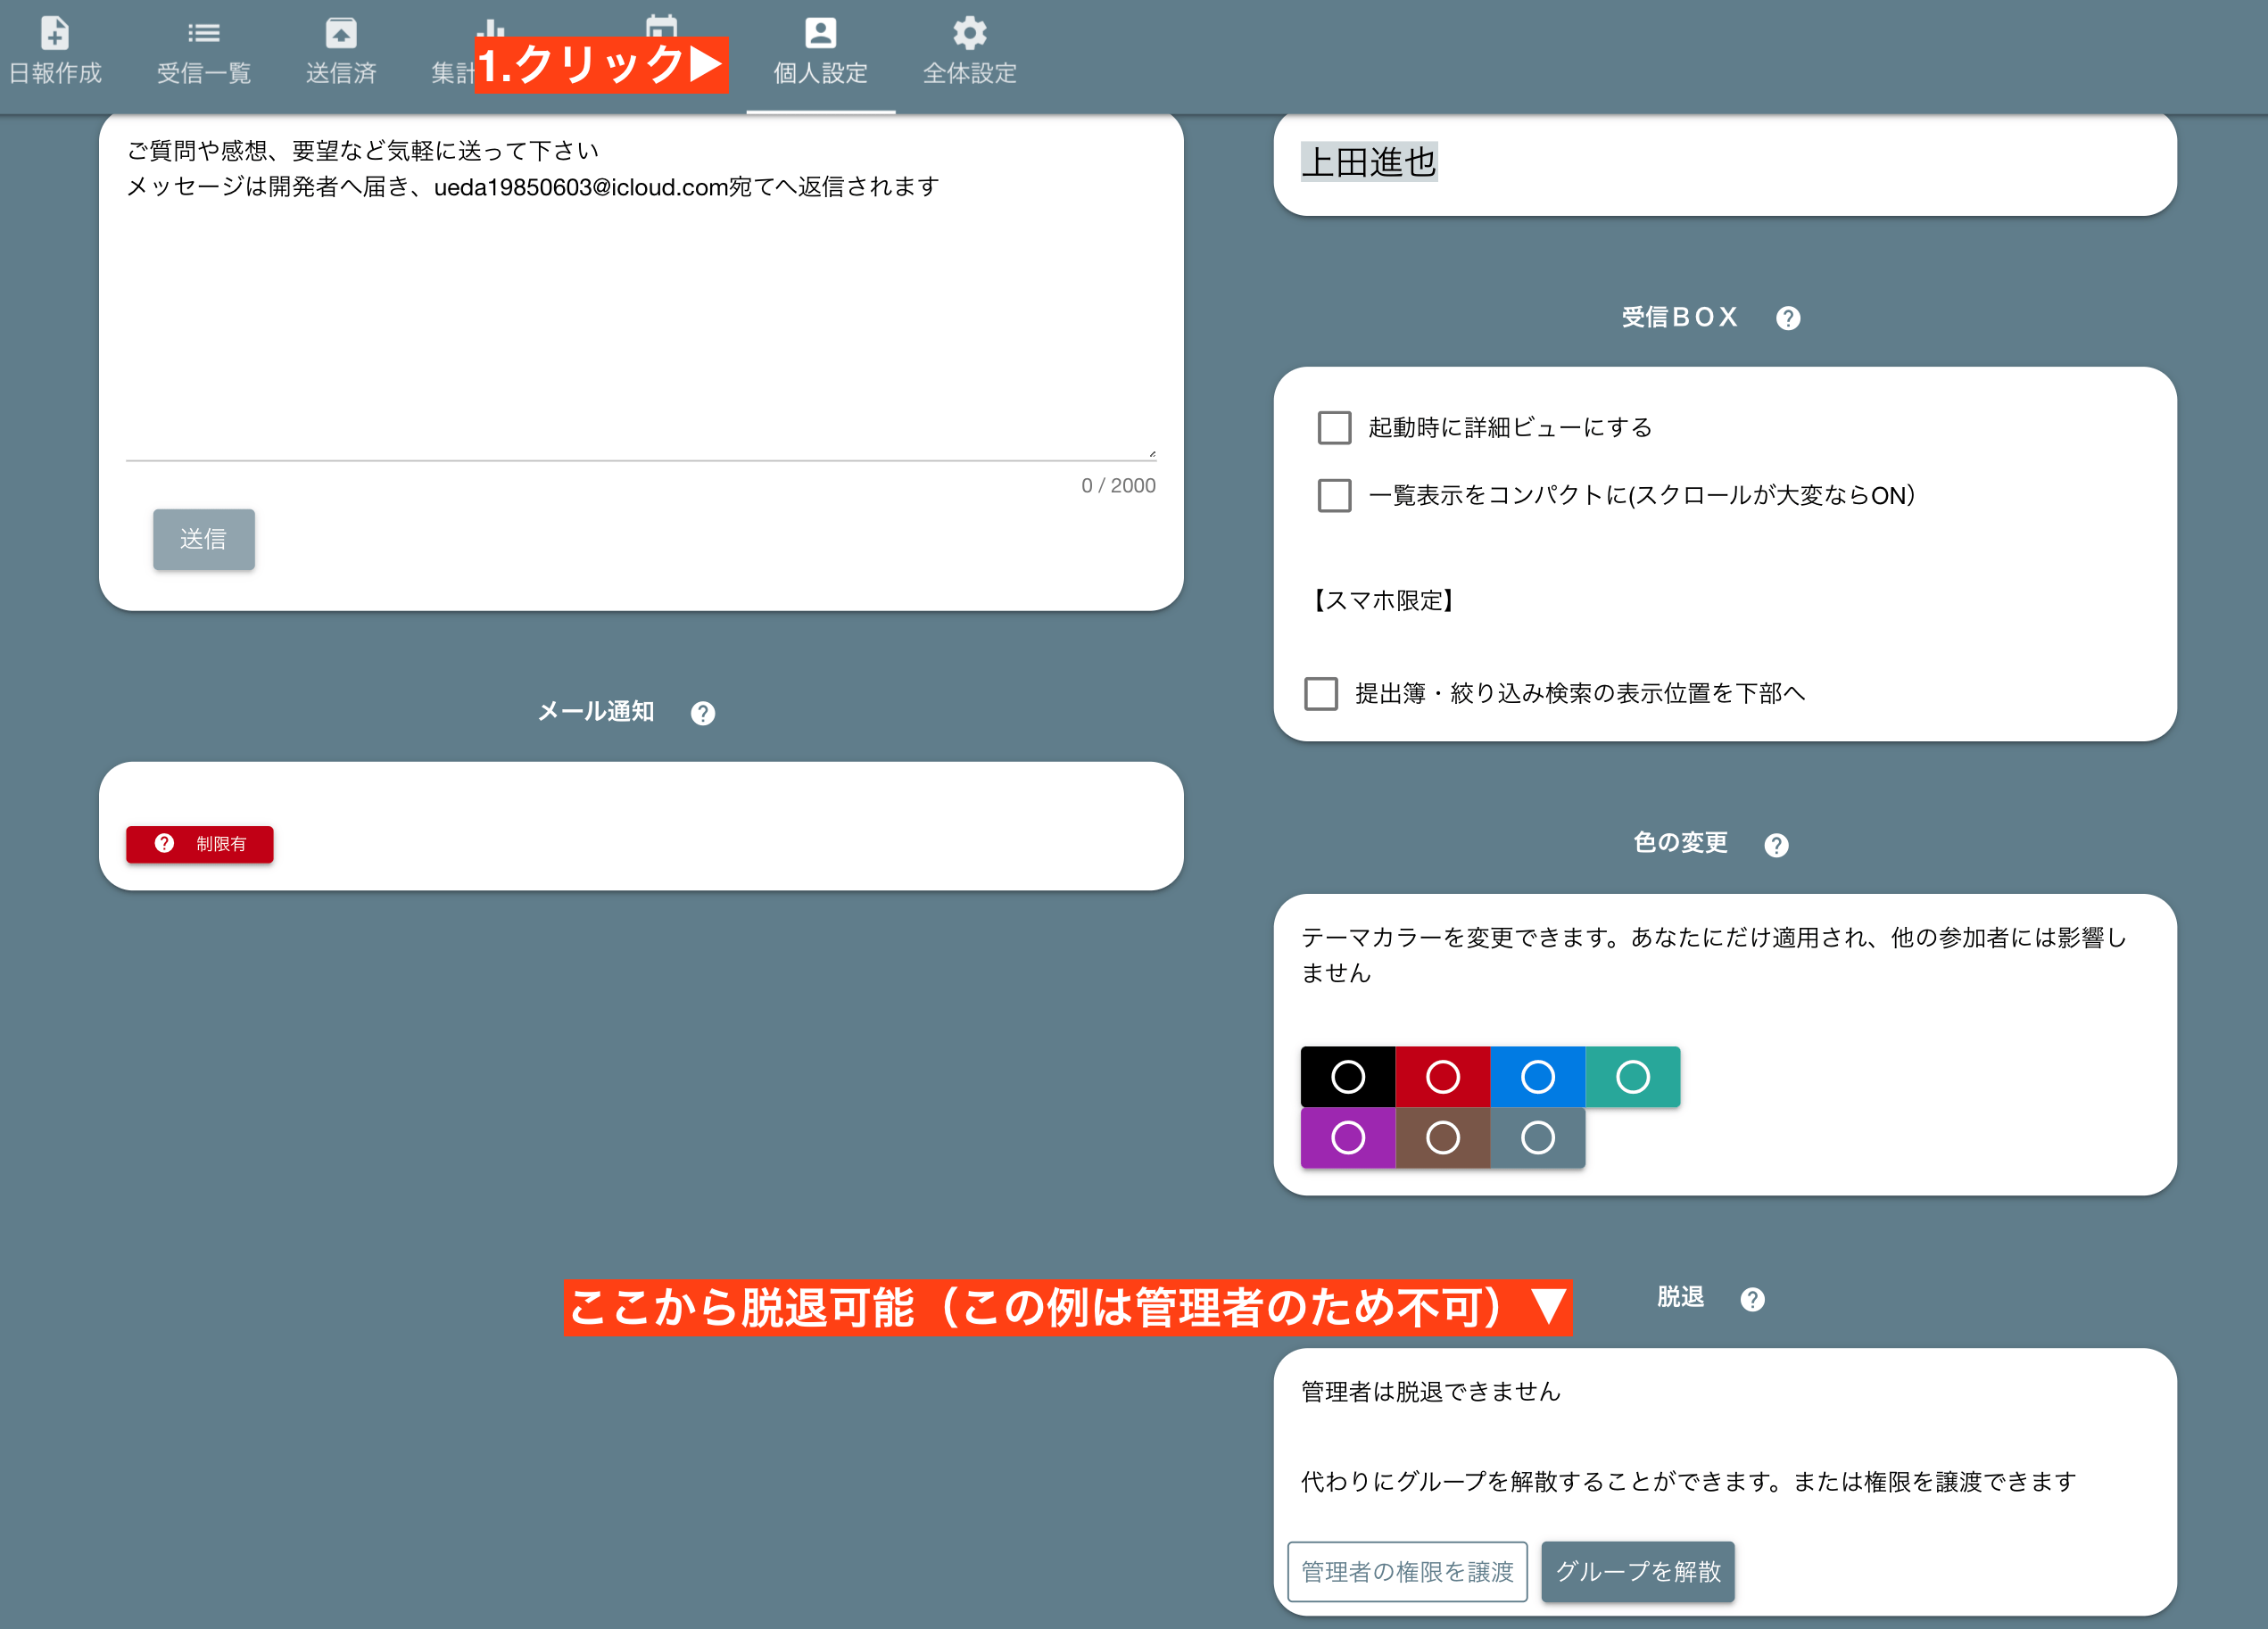 日報作成
受信一覧
送信済
集計
1.クリック▶
個人設定
全体設定
ご質問や感想、要望など気軽に送って下さい
メッセージは開発者へ届き、ueda19850603@icloud.com宛てへ返信されます
0 / 2000
送信
メール通知
制限有
上田進也
受信ＢＯＸ
起動時に詳細ビューにする
一覧表示をコンパクトに(スクロールが大変ならON）
【スマホ限定】
提出簿・絞り込み検索の表示位置を下部へ
色の変更
テーマカラーを変更できます。あなたにだけ適用され、他の参加者には影響し
ません
ここから脱退可能（この例は管理者のため不可）▼
脱退
管理者は脱退できません
代わりにグループを解散することができます。または権限を譲渡できます
管理者の権限を譲渡
グループを解散